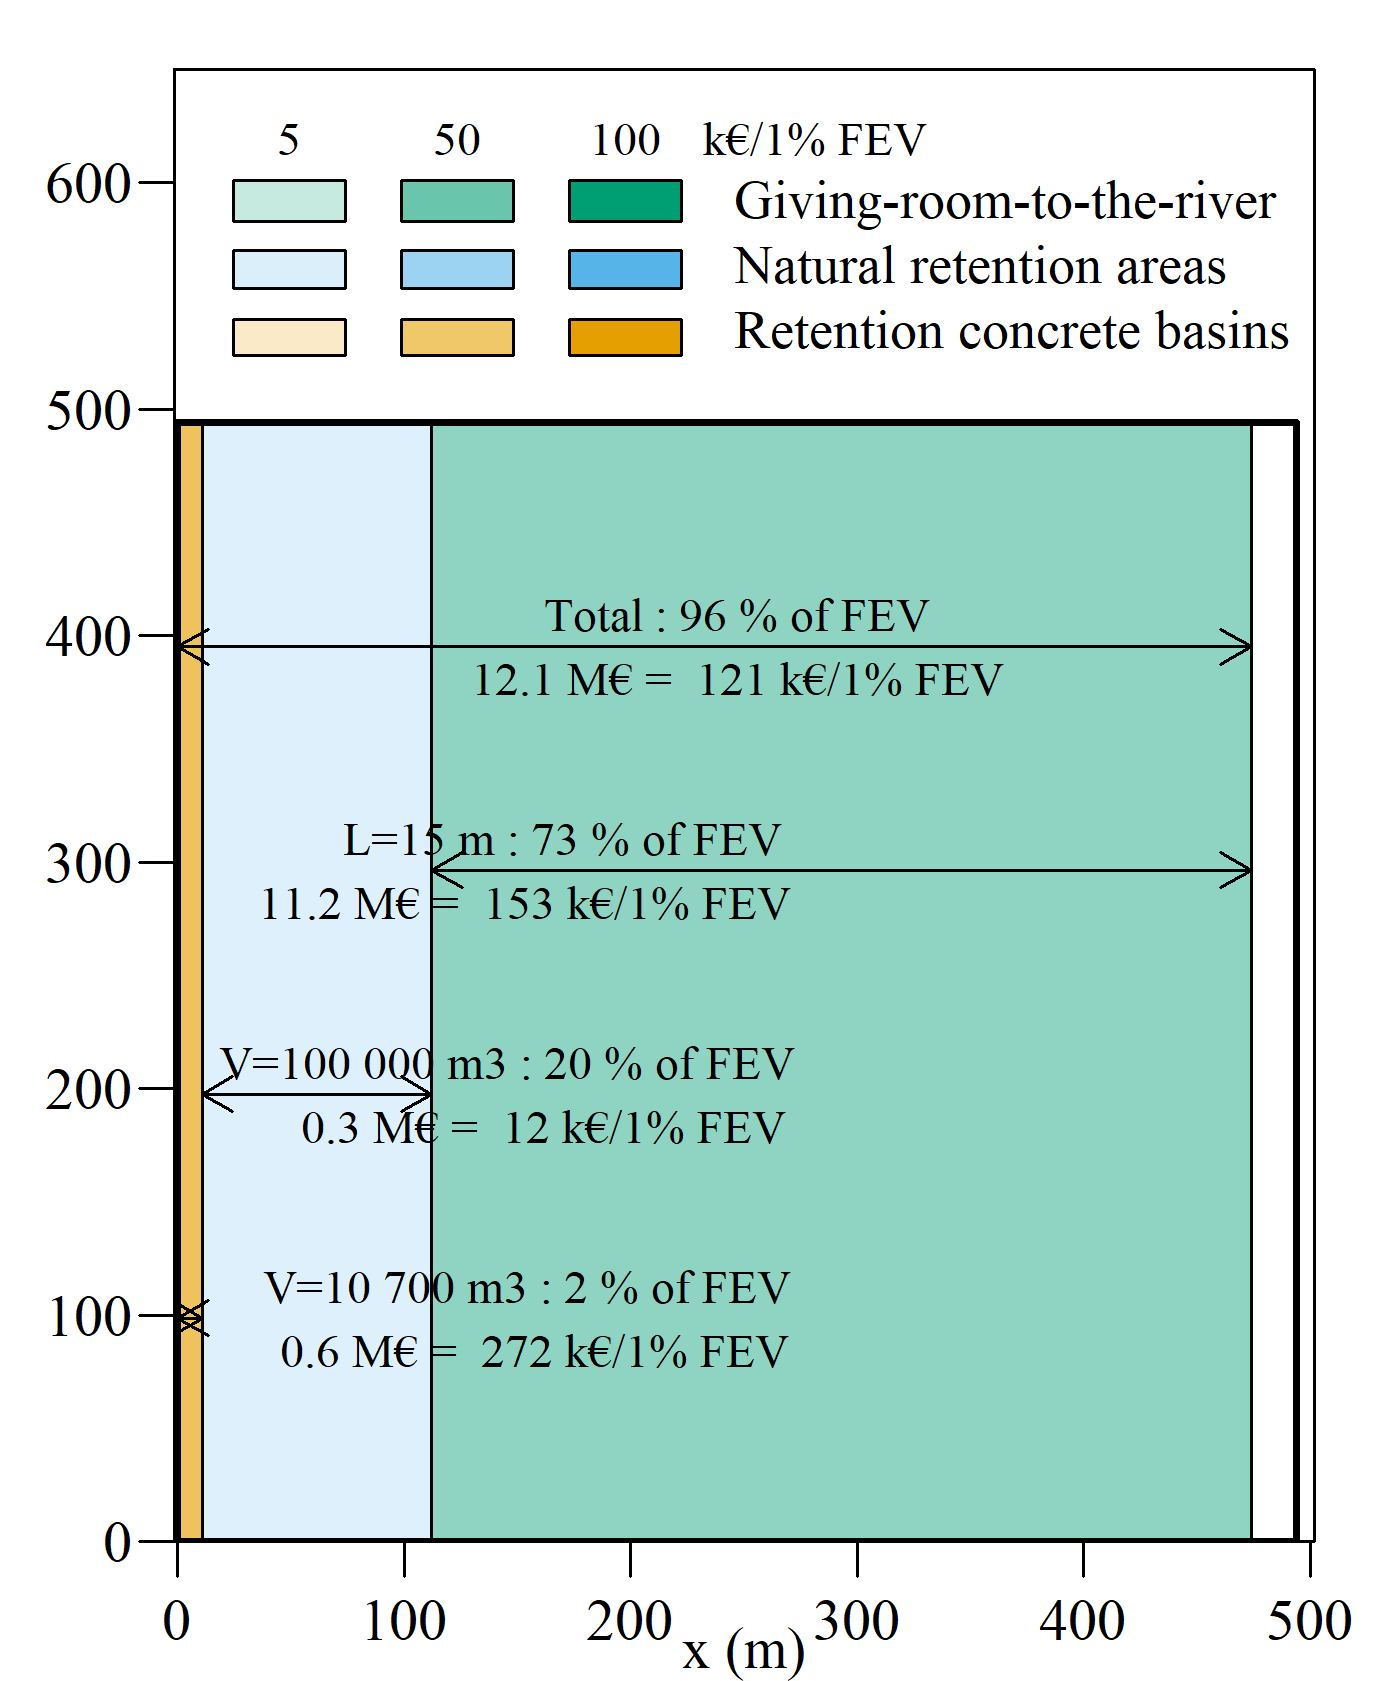 5 50 100 k€/1% FEV
600
Giving-room-to-the-river
Natural retention areas
Retention concrete basins
500
Total : 96 % of FEV
400
12.1 M€ = 121 k€/1% FEV
L=15 m : 73 % of FEV
300
11.2 M€ = 153 k€/1% FEV
V=100 000 m3 : 20 % of FEV
200
0.3 M€ = 12 k€/1% FEV
V=10 700 m3 : 2 % of FEV
100
0.6 M€ = 272 k€/1% FEV
0
0 100 200 300 400 500
x (m)